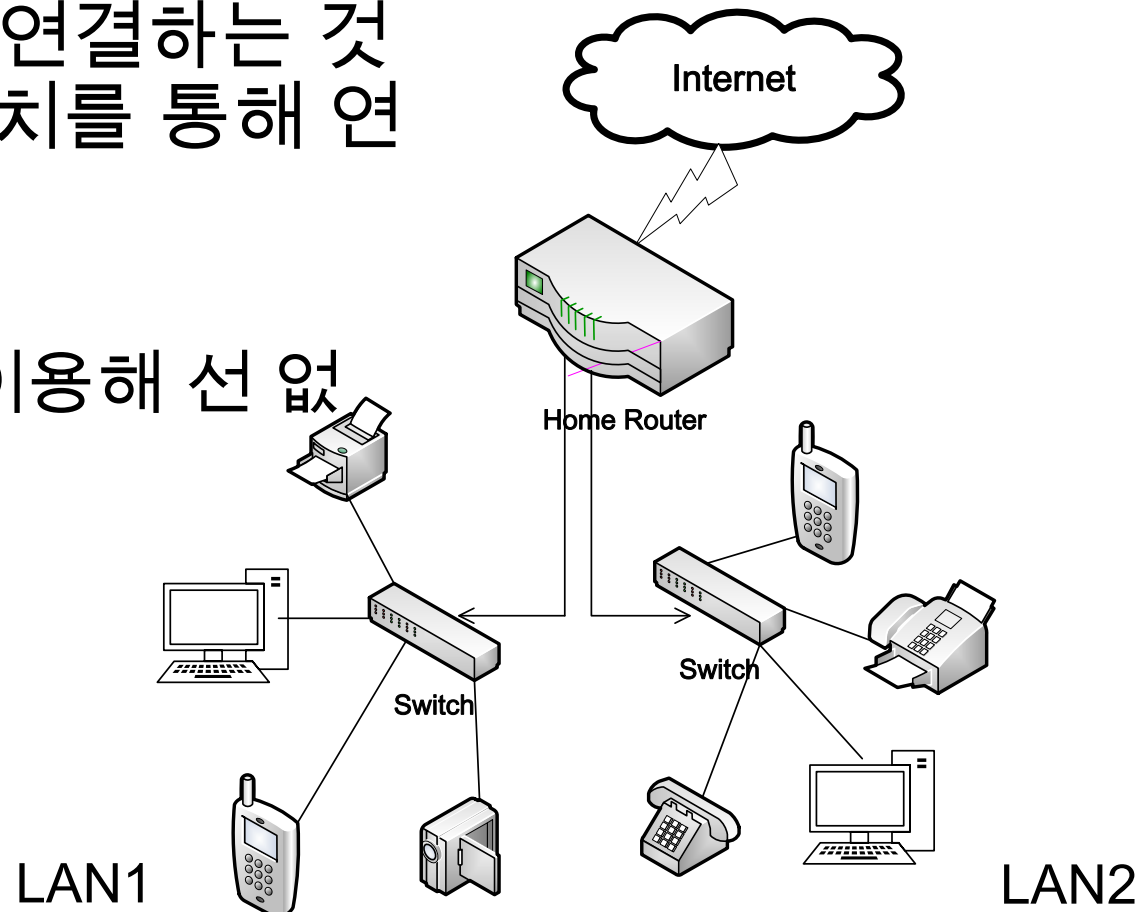 연결하는 것
치를 통해 연
이용해 선 없
Internet
Home Router
Switch
Switch
LAN1
LAN2